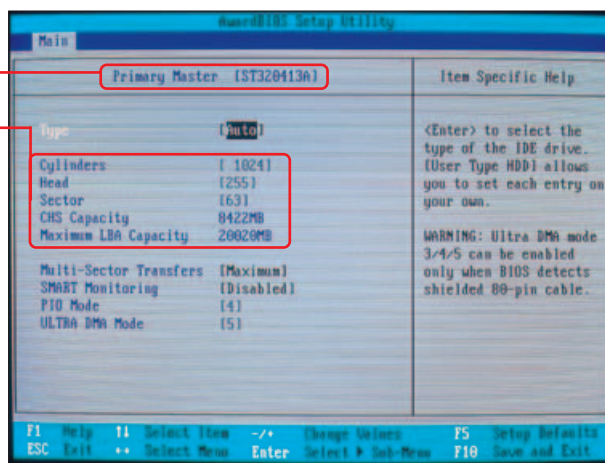 AwardBIOS Setup Utility
Main
Primary Master [ST320413A]
Item Specific Help
Type [Auto]
Cylinders [ 1024]
Head [255]
Sector [63]
CHS Capacity 8422MB
Maximum LBA Capacity 20020MB
Multi-Sector Transfers [Maximum]
SMART Monitoring [Disabled]
PIO Mode [4]
ULTRA DMA Mode [5]
<Enter> to select the
type of the IDE drive.
[User Type HDD] allows
you to set each entry on
your own.
WARNING: Ultra DMA mode
3/4/5 can be enabled
only when BIOS detects
shielded 80-pin cable.
F1 Help ↑↓ Select Item -/+ Change Values F5 Setup Defaults
ESC Exit ↔ Select Menu Enter Select ▶ Sub-Menu F10 Save and Exit